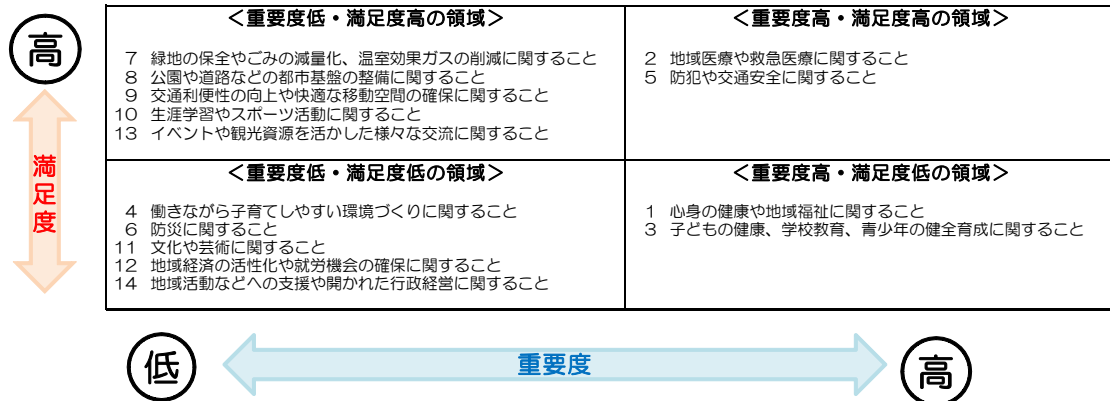 高
満足度
＜重要度低・満足度高の領域＞
7 緑地の保全やごみの減量化、温室効果ガスの削減に関すること
8 公園や道路などの都市基盤の整備に関すること
9 交通利便性の向上や快適な移動空間の確保に関すること
10 生涯学習やスポーツ活動に関すること
13 イベントや観光資源を活かした様々な交流に関すること
＜重要度高・満足度高の領域＞
2 地域医療や救急医療に関すること
5 防犯や交通安全に関すること
＜重要度低・満足度低の領域＞
4 働きながら子育てしやすい環境づくりに関すること
6 防災に関すること
11 文化や芸術に関すること
12 地域経済の活性化や就労機会の確保に関すること
14 地域活動などへの支援や開かれた行政経営に関すること
＜重要度高・満足度低の領域＞
1 心身の健康や地域福祉に関すること
3 子どもの健康、学校教育、青少年の健全育成に関すること
低
重要度
高